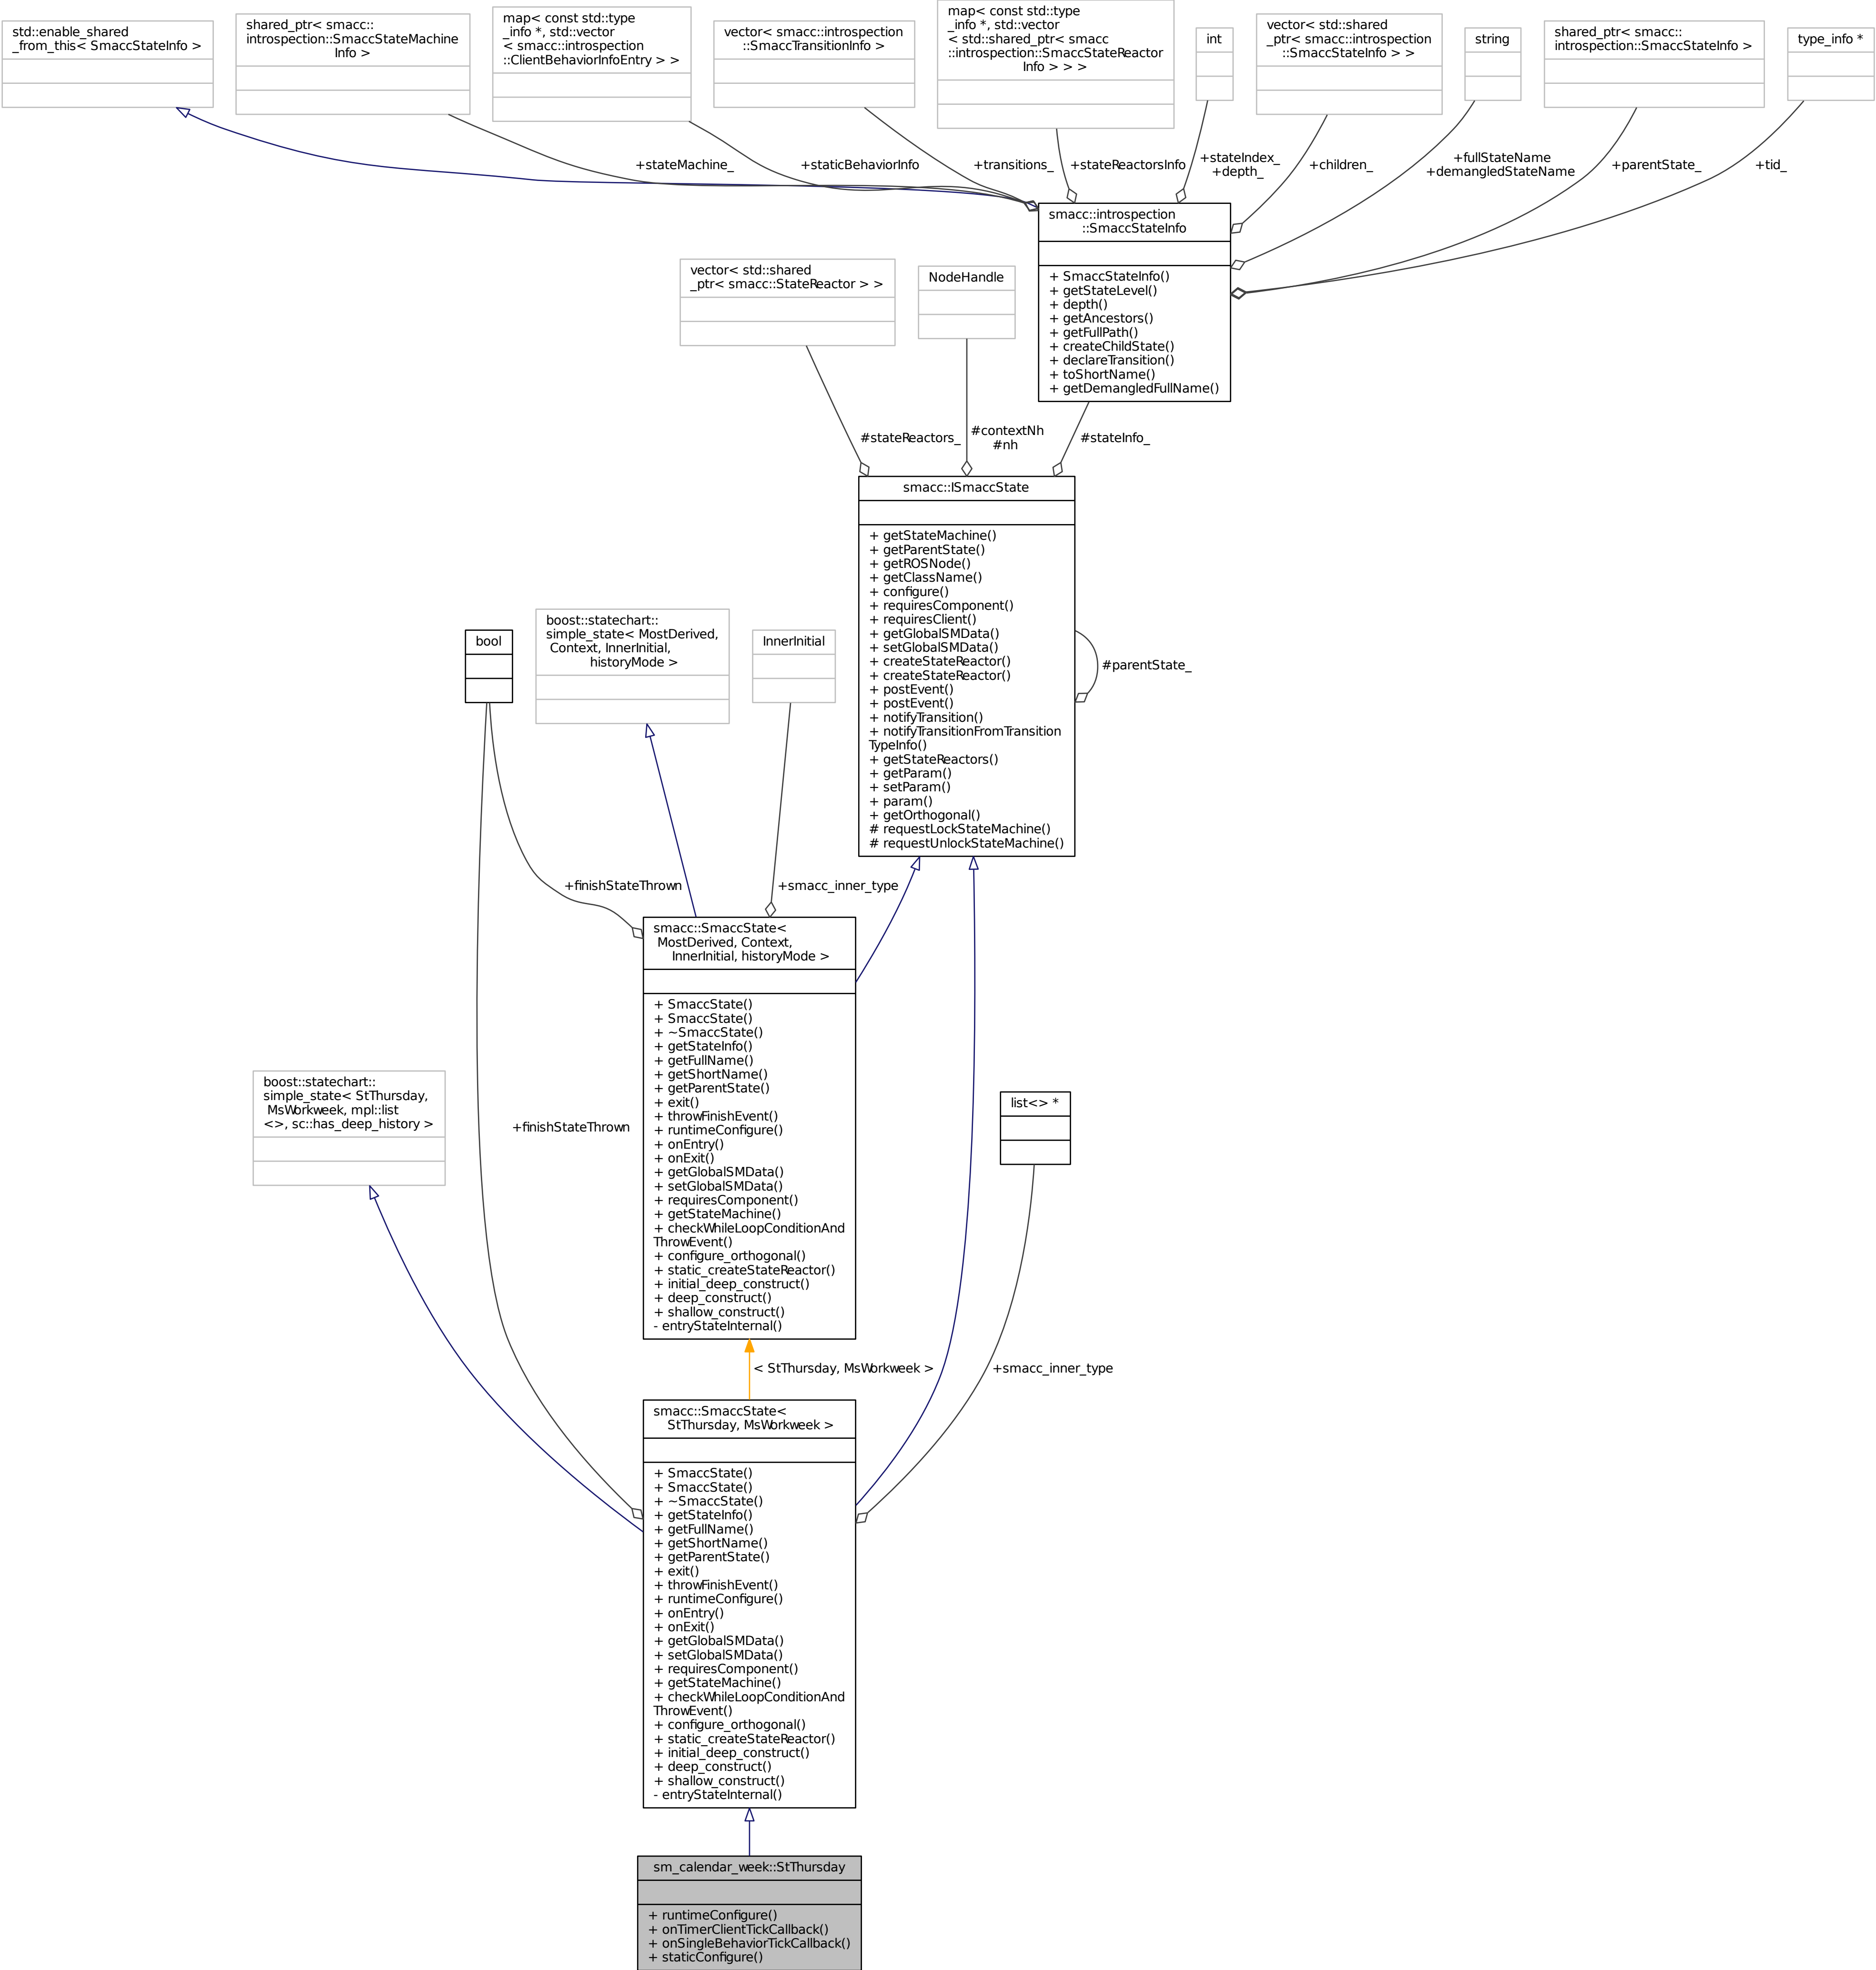 std::enable_shared
_from_this< SmaccStateInfo >
shared_ptr< smacc::
introspection::SmaccStateMachine
Info >
map< const std::type
_info *, std::vector
< smacc::introspection
::ClientBehaviorInfoEntry > >
vector< smacc::introspection
::SmaccTransitionInfo >
map< const std::type
_info *, std::vector
< std::shared_ptr< smacc
::introspection::SmaccStateReactor
Info > > >
int
vector< std::shared
_ptr< smacc::introspection
::SmaccStateInfo > >
string
shared_ptr< smacc::
introspection::SmaccStateInfo >
type_info *
+stateMachine_
+staticBehaviorInfo
+transitions_
+stateReactorsInfo
+stateIndex_
+depth_
+children_
+fullStateName
+demangledStateName
+parentState_
+tid_
smacc::introspection
::SmaccStateInfo
+ SmaccStateInfo()
+ getStateLevel()
+ depth()
+ getAncestors()
+ getFullPath()
+ createChildState()
+ declareTransition()
+ toShortName()
+ getDemangledFullName()
vector< std::shared
_ptr< smacc::StateReactor > >
NodeHandle
#stateReactors_
#contextNh
#nh
#stateInfo_
smacc::ISmaccState
+ getStateMachine()
+ getParentState()
+ getROSNode()
+ getClassName()
+ configure()
+ requiresComponent()
+ requiresClient()
+ getGlobalSMData()
+ setGlobalSMData()
+ createStateReactor()
+ createStateReactor()
+ postEvent()
+ postEvent()
+ notifyTransition()
+ notifyTransitionFromTransition
TypeInfo()
+ getStateReactors()
+ getParam()
+ setParam()
+ param()
+ getOrthogonal()
# requestLockStateMachine()
# requestUnlockStateMachine()
#parentState_
bool
boost::statechart::
simple_state< MostDerived,
Context, InnerInitial,
historyMode >
InnerInitial
+finishStateThrown
+smacc_inner_type
smacc::SmaccState<
MostDerived, Context,
InnerInitial, historyMode >
+ SmaccState()
+ SmaccState()
+ ~SmaccState()
+ getStateInfo()
+ getFullName()
+ getShortName()
+ getParentState()
+ exit()
+ throwFinishEvent()
+ runtimeConfigure()
+ onEntry()
+ onExit()
+ getGlobalSMData()
+ setGlobalSMData()
+ requiresComponent()
+ getStateMachine()
+ checkWhileLoopConditionAnd
ThrowEvent()
+ configure_orthogonal()
+ static_createStateReactor()
+ initial_deep_construct()
+ deep_construct()
+ shallow_construct()
- entryStateInternal()
boost::statechart::
simple_state< StThursday,
MsWorkweek, mpl::list
<>, sc::has_deep_history >
+finishStateThrown
list<> *
< StThursday, MsWorkweek >
+smacc_inner_type
smacc::SmaccState<
StThursday, MsWorkweek >
+ SmaccState()
+ SmaccState()
+ ~SmaccState()
+ getStateInfo()
+ getFullName()
+ getShortName()
+ getParentState()
+ exit()
+ throwFinishEvent()
+ runtimeConfigure()
+ onEntry()
+ onExit()
+ getGlobalSMData()
+ setGlobalSMData()
+ requiresComponent()
+ getStateMachine()
+ checkWhileLoopConditionAnd
ThrowEvent()
+ configure_orthogonal()
+ static_createStateReactor()
+ initial_deep_construct()
+ deep_construct()
+ shallow_construct()
- entryStateInternal()
sm_calendar_week::StThursday
+ runtimeConfigure()
+ onTimerClientTickCallback()
+ onSingleBehaviorTickCallback()
+ staticConfigure()